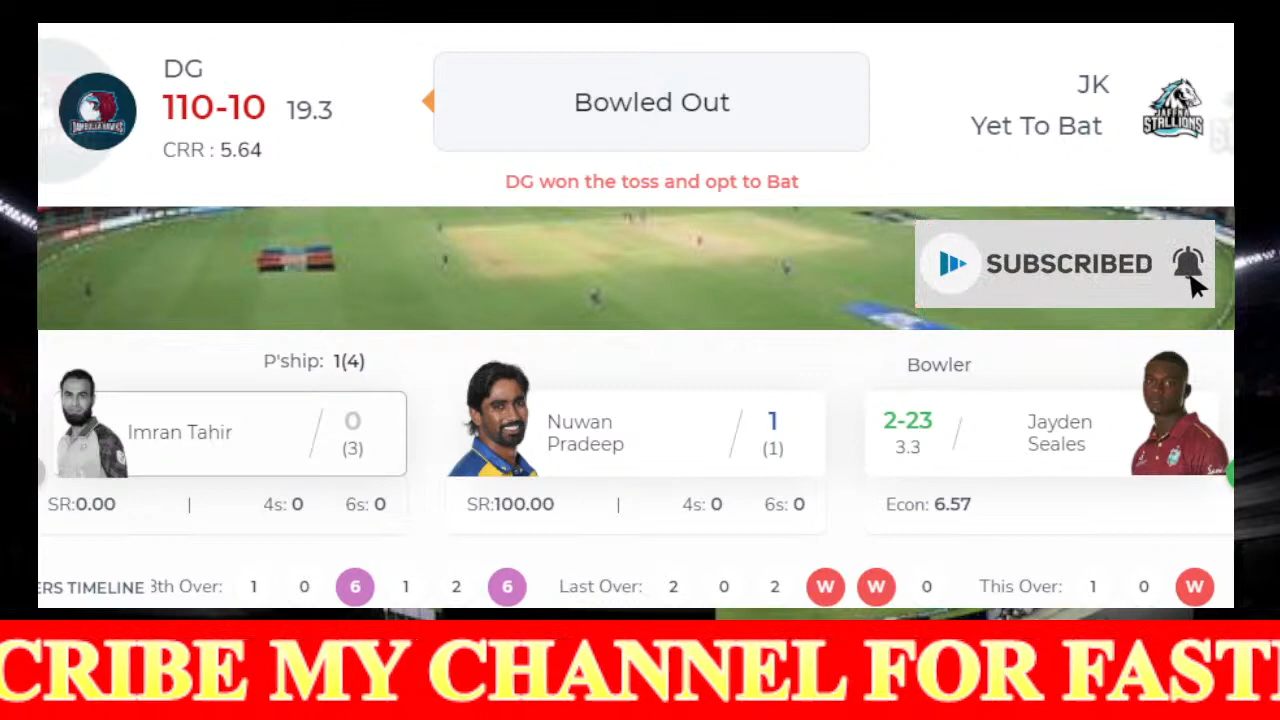 DG
110-10 19.3
CRR : 5.64
DAMBULLA HAWKS
Bowled Out
DG won the toss and opt to Bat
JK
Yet To Bat
JAFFNA
STALLIONS
SUBSCRIBED
P'ship: 1(4)
Imran Tahir
0
(3)
SR:0.00 | 4s: 0 6s: 0
Nuwan
Pradeep
1
(1)
SR:100.00 | 4s: 0 6s: 0
Bowler
2-23
3.3
Jayden
Seales
Econ: 6.57
ERS TIMELINE 3th Over: 1 0 6 1 2 6 Last Over: 2 0 2 W W 0 This Over: 1 0 W
CRIBE MY CHANNEL FOR FAST